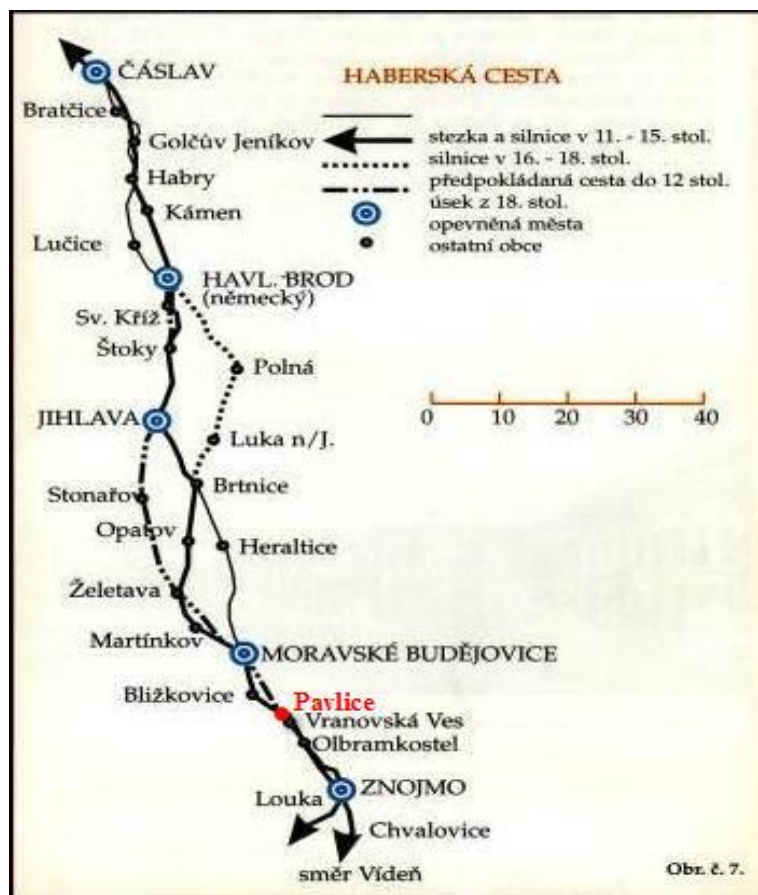 ČÁSLAV
HABERSKÁ CESTA
Bratčice
Golčův Jeníkov
stezka a silnice v 11. - 15. stol.
silnice v 16. - 18. stol.
předpokládaná cesta do 12 stol.
úsek z 18. stol.
opevněná města
ostatní obce
Habry
Kámen
Lučice
HAVL. BROD
(německý)
Sv. Kříž
Štoky
Polná
0 10 20 30 40
JIHLAVA
Luka n/J.
Brtnice
Stonařov
Opatov
Heraltice
Želetava
Martínkov
MORAVSKÉ BUDĚJOVICE
Bližkovice
Pavlice
Vranovská Ves
Olbramkostel
ZNOJMO
Louka
Chvalovice
směr Vídeň
Obr. č. 7.